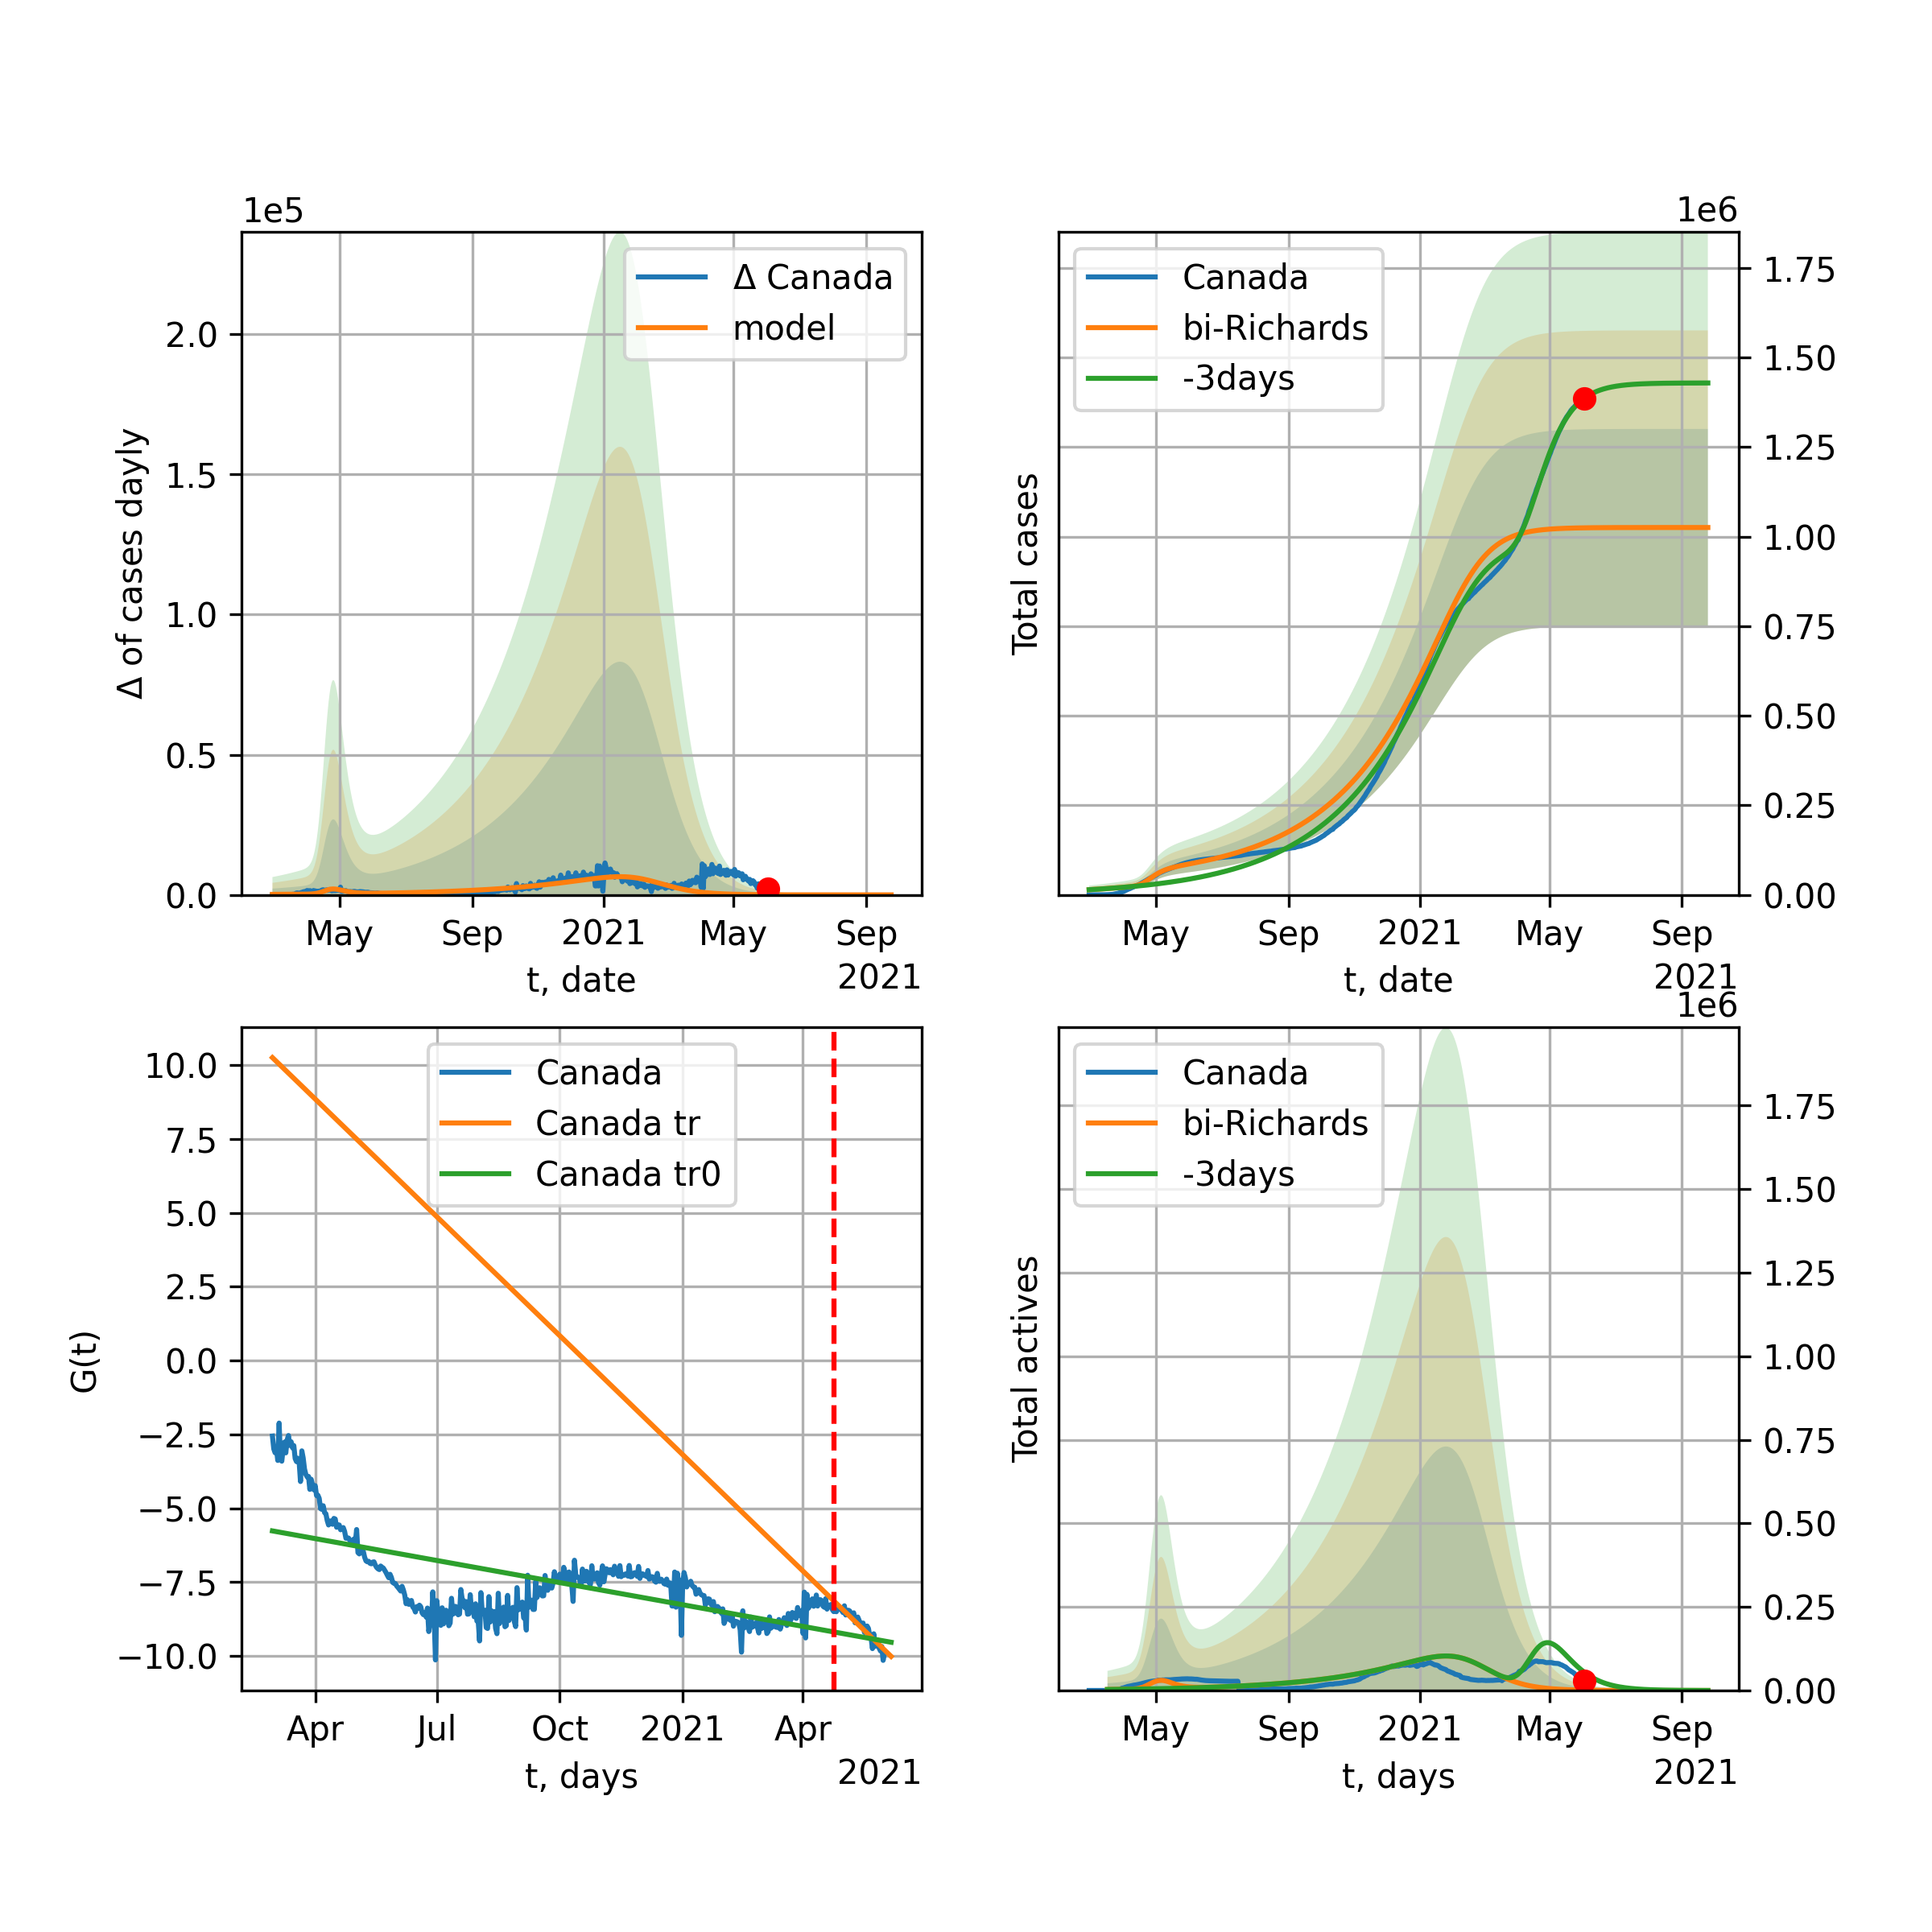 1e5
Δ Canada
model
2.0
1.5
1.0
0.5
0.0
Δ of cases dayly
May Sep 2021 May Sep
t, date
2021
1e6
Canada
bi-Richards
-3days
1.75
1.50
1.25
1.00
0.75
0.50
0.25
0.00
Total cases
May Sep 2021 May Sep
t, date
2021
Canada
Canada tr
Canada tr0
10.0
7.5
5.0
2.5
0.0
−2.5
−5.0
−7.5
−10.0
G(t)
Apr Jul Oct 2021 Apr
t, days
2021
1e6
Canada
bi-Richards
-3days
1.75
1.50
1.25
1.00
0.75
0.50
0.25
0.00
Total actives
May Sep 2021 May Sep
t, days
2021